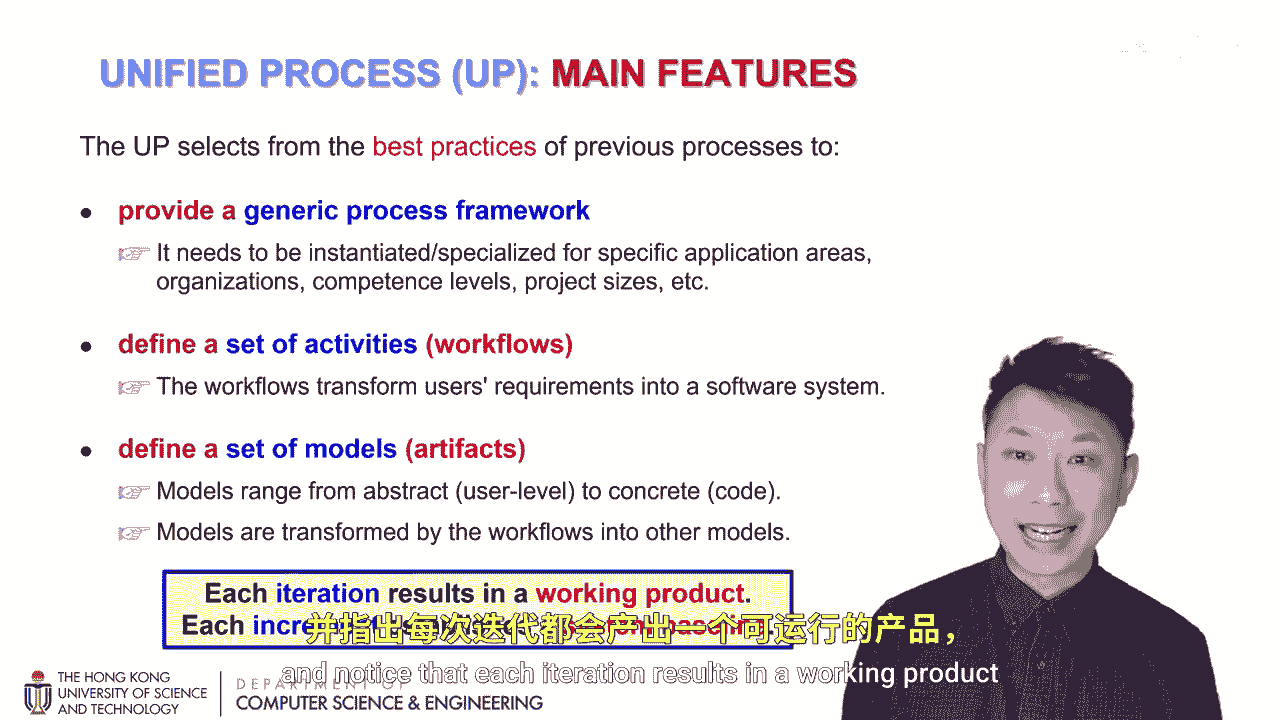 UNIFIED PROCESS (UP): MAIN FEATURES
The UP selects from the best practices of previous processes to:
● provide a generic process framework
☞ It needs to be instantiated/specialized for specific application areas,
organizations, competence levels, project sizes, etc.
● define a set of activities (workflows)
☞ The workflows transform users' requirements into a software system.
● define a set of models (artifacts)
☞ Models range from abstract (user-level) to concrete (code).
☞ Models are transformed by the workflows into other models.
Each iteration results in a working product.
Each
并指出每次迭代都会产出一个可运行的产品，
and notice that each iteration results in a working product
THE HONG KONG
UNIVERSITY OF SCIENCE
AND TECHNOLOGY
DEPARTMENT OF
COMPUTER SCIENCE & ENGINEERING